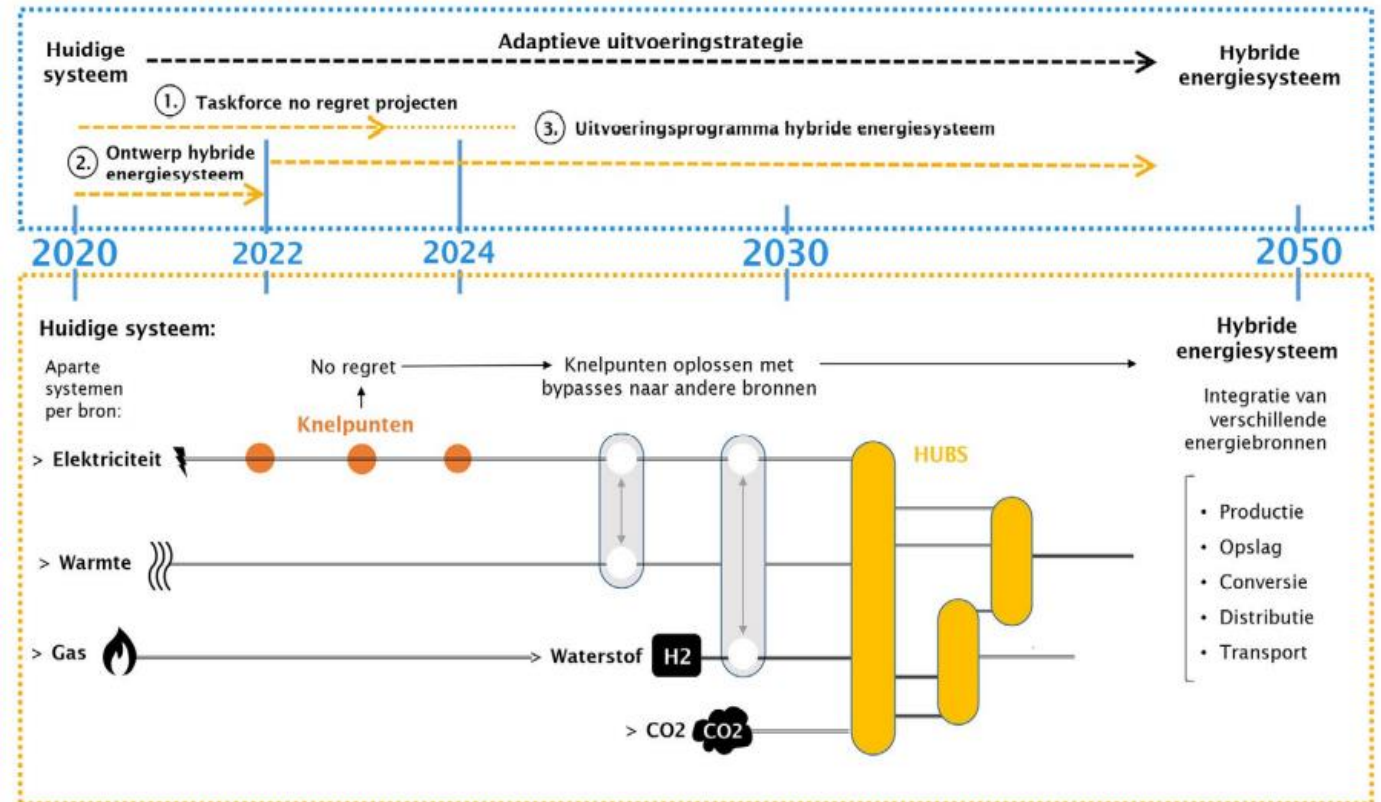 Huidige
systeem
Adaptieve uitvoeringstrategie
Hybride
energiesysteem
1. Taskforce no regret projecten
3. Uitvoeringsprogramma hybride energiesysteem
2. Ontwerp hybride
energiesysteem
2020
2022
2024
2030
2050
Huidige systeem:
Aparte
systemen
per bron:
No regret
Knelpunten oplossen met
bypasses naar andere bronnen
Knelpunten
Hybride
energiesysteem
Integratie van
verschillende
energiebronnen
> Elektriciteit
HUBS
• Productie
• Opslag
• Conversie
• Distributie
• Transport
> Warmte
> Gas
> Waterstof H2
> CO2 CO2